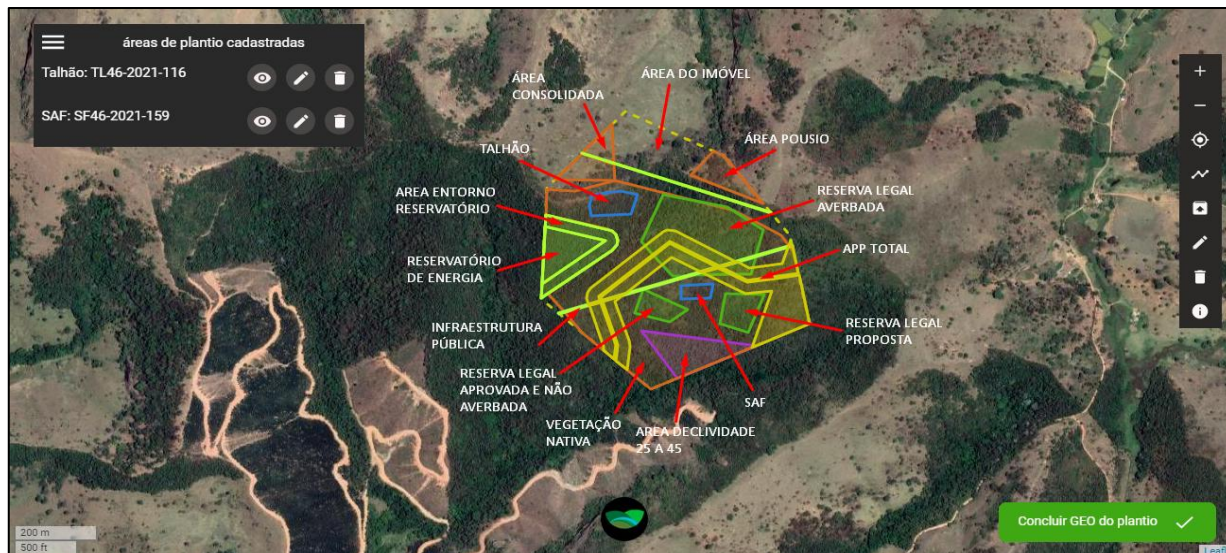 áreas de plantio cadastradas
Talhão: TL46-2021-116
SAF: SF46-2021-159
ÁREA
CONSOLIDADA
ÁREA DO IMÓVEL
TALHÃO
ÁREA POUSIO
AREA ENTORNO
RESERVATÓRIO
RESERVA LEGAL
AVERBADA
APP TOTAL
RESERVATÓRIO
DE ENERGIA
INFRAESTRUTURA
PÚBLICA
RESERVA LEGAL
PROPOSTA
RESERVA LEGAL
APROVADA E NÃO
AVERBADA
SAF
VEGETAÇÃO
NATIVA
AREA DECLIVIDADE
25 A 45
200 m
500 ft
Concluir GEO do plantio